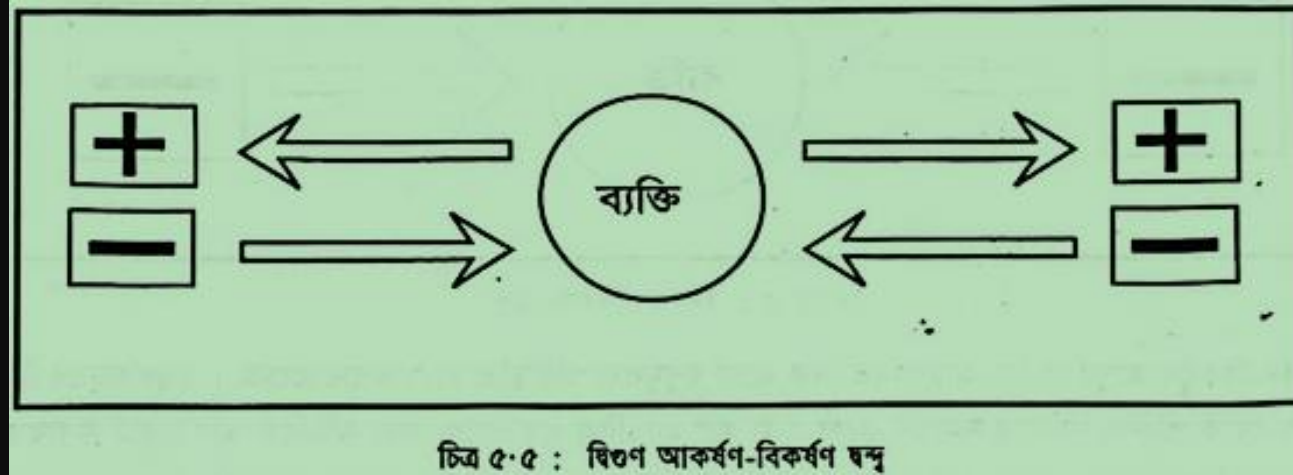 + +
ব্যক্তি
− −
চিত্র ৫·৫ : দ্বিগুণ আকর্ষণ-বিকর্ষণ দ্বন্দ্ব